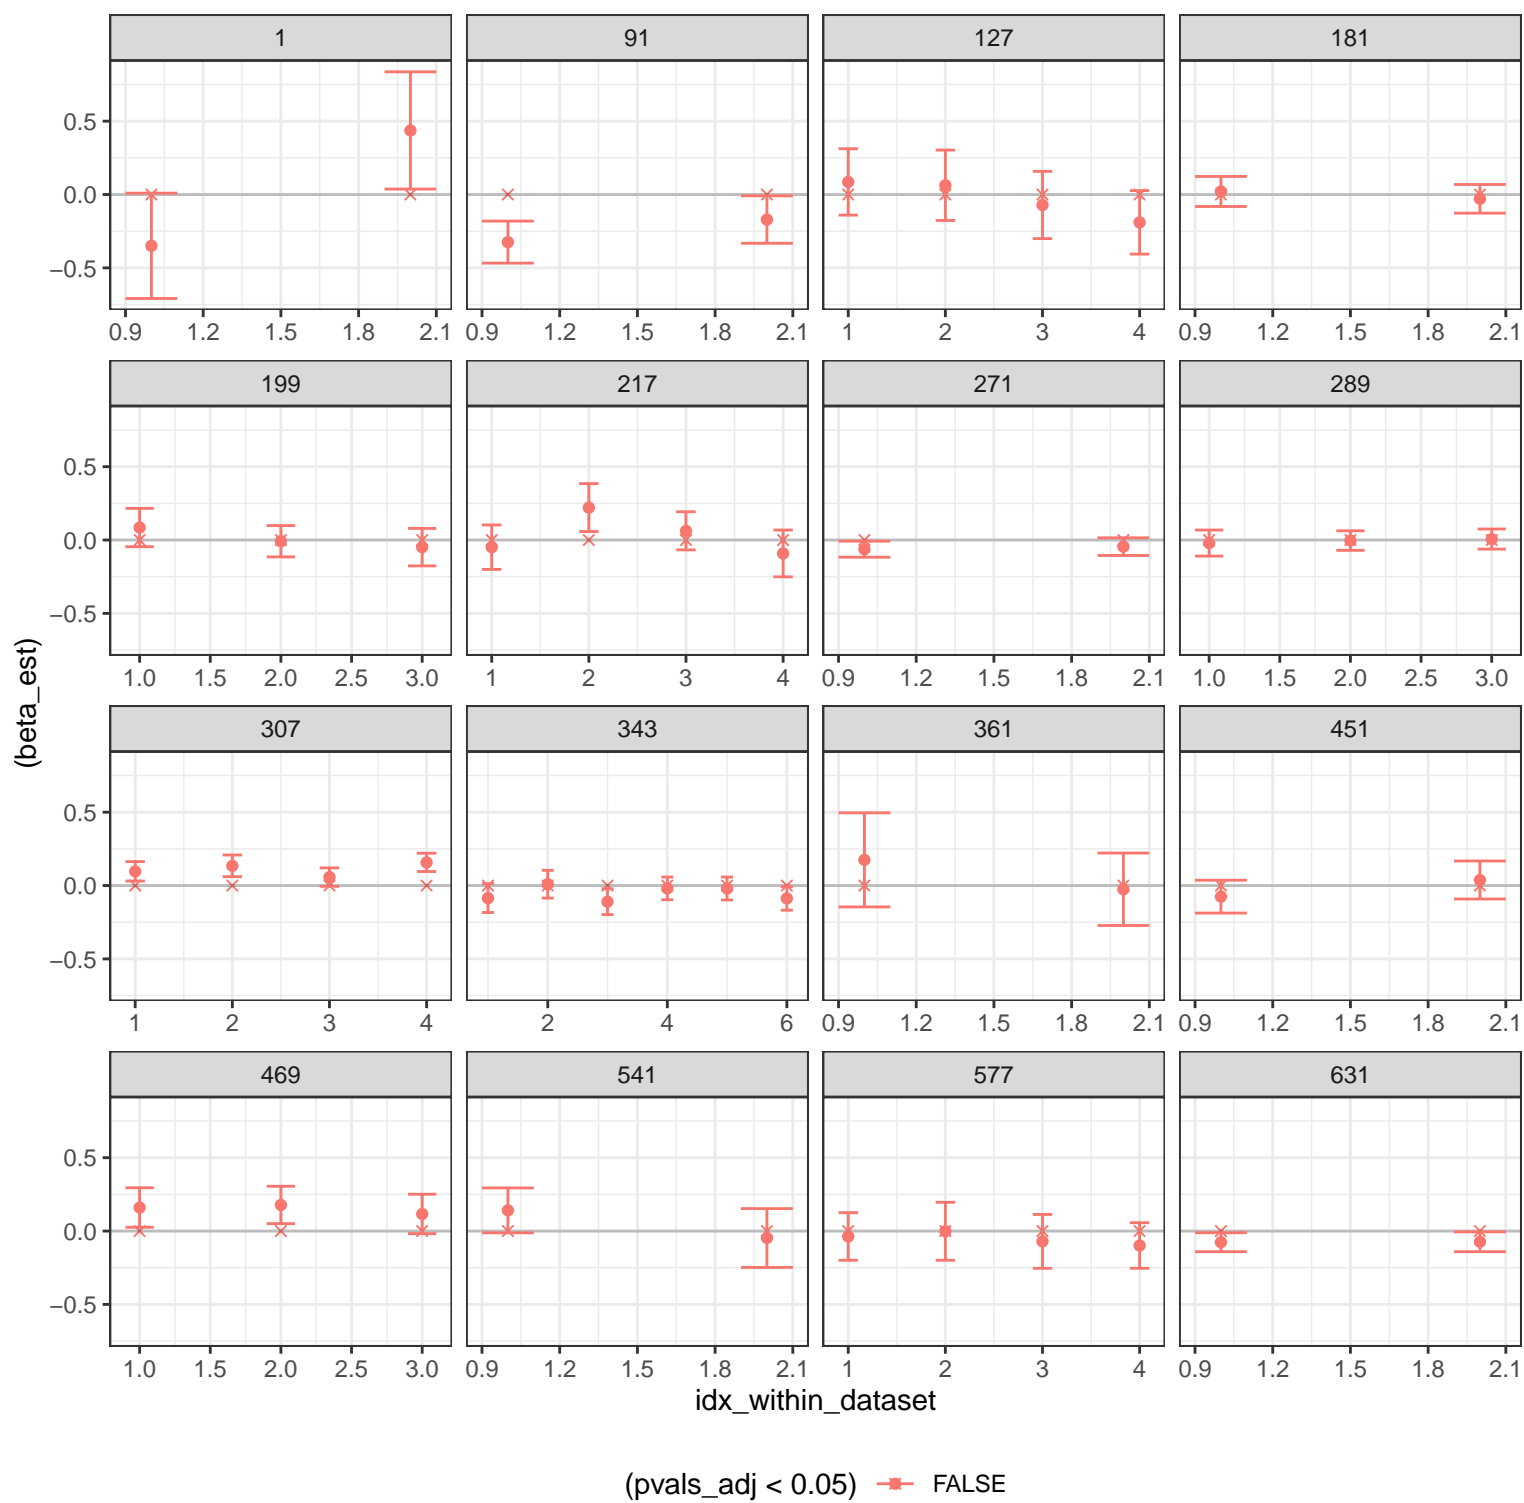 1 91 127 181
0.5
0.0
−0.5
0.9 1.2 1.5 1.8 2.1 0.9 1.2 1.5 1.8 2.1 1 2 3 4 0.9 1.2 1.5 1.8 2.1
199 217 271 289
0.5
0.0
−0.5
1.0 1.5 2.0 2.5 3.0 1 2 3 4 0.9 1.2 1.5 1.8 2.1 1.0 1.5 2.0 2.5 3.0
(beta_est)
307 343 361 451
0.5
0.0
−0.5
1 2 3 4 2 4 6 0.9 1.2 1.5 1.8 2.1 0.9 1.2 1.5 1.8 2.1
469 541 577 631
0.5
0.0
−0.5
1.0 1.5 2.0 2.5 3.0 0.9 1.2 1.5 1.8 2.1 1 2 3 4 0.9 1.2 1.5 1.8 2.1
idx_within_dataset
(pvals_adj < 0.05) FALSE